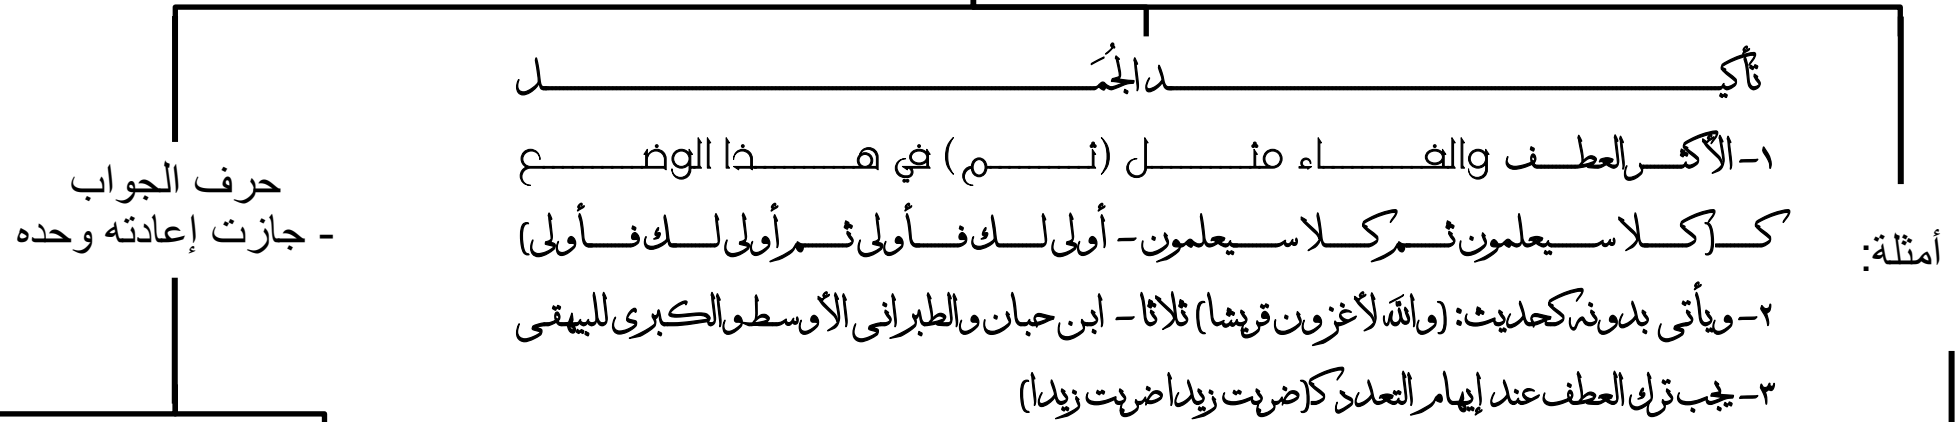 أمثلة:
تأكيد الجُمَل
١- الأكثر العطف والفاء مثل (ثم) في هذا الوضع
كـ(كلا سيعلمون ثم كلا سيعلمون - أولى لك فأولى ثم أولى لك فأولى)
٢- ويأتي بدونه كحديث: (والله لأغزون قريشا) ثلاثا - ابن حبان والطبراني الأوسط والكبرى للبيهقي
٣- يجب ترك العطف عند إيهام التعدد كـ(ضربت زيدا ضربت زيدا)
حرف الجواب
- جازت إعادته وحده